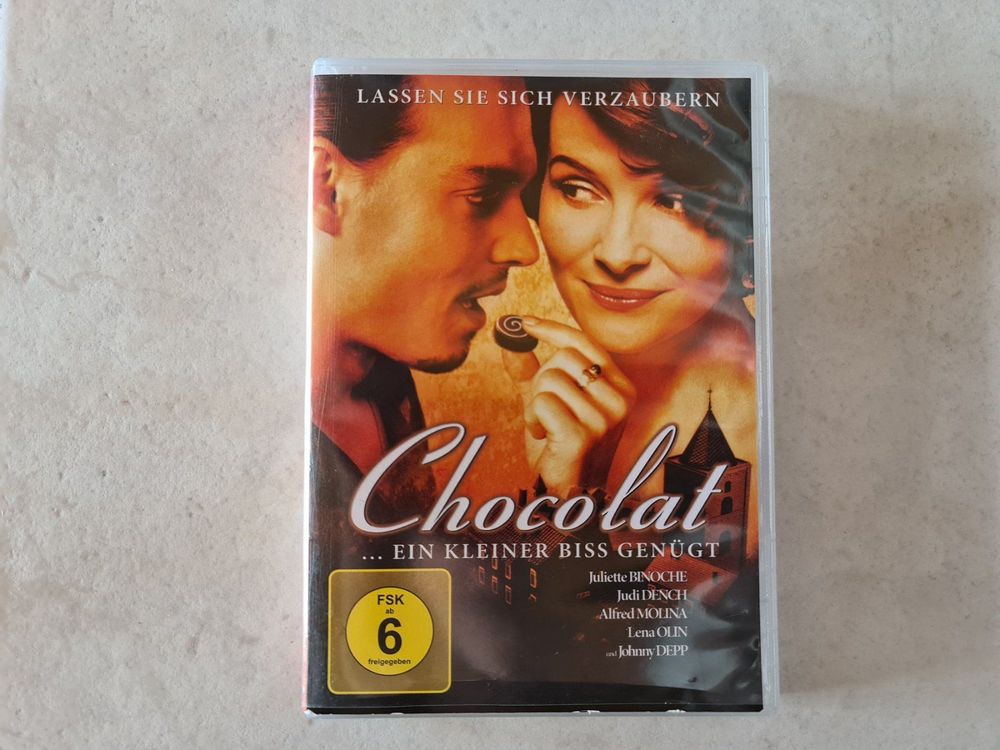 LASSEN SIE SICH VERZAUBERN
Chocolat
... EIN KLEINER BISS GENÜGT
Juliette BINOCHE
Judi DENCH
Alfred MOLINA
Lena OLIN
und Johnny DEPP
FSK
ab
6
freigegeben